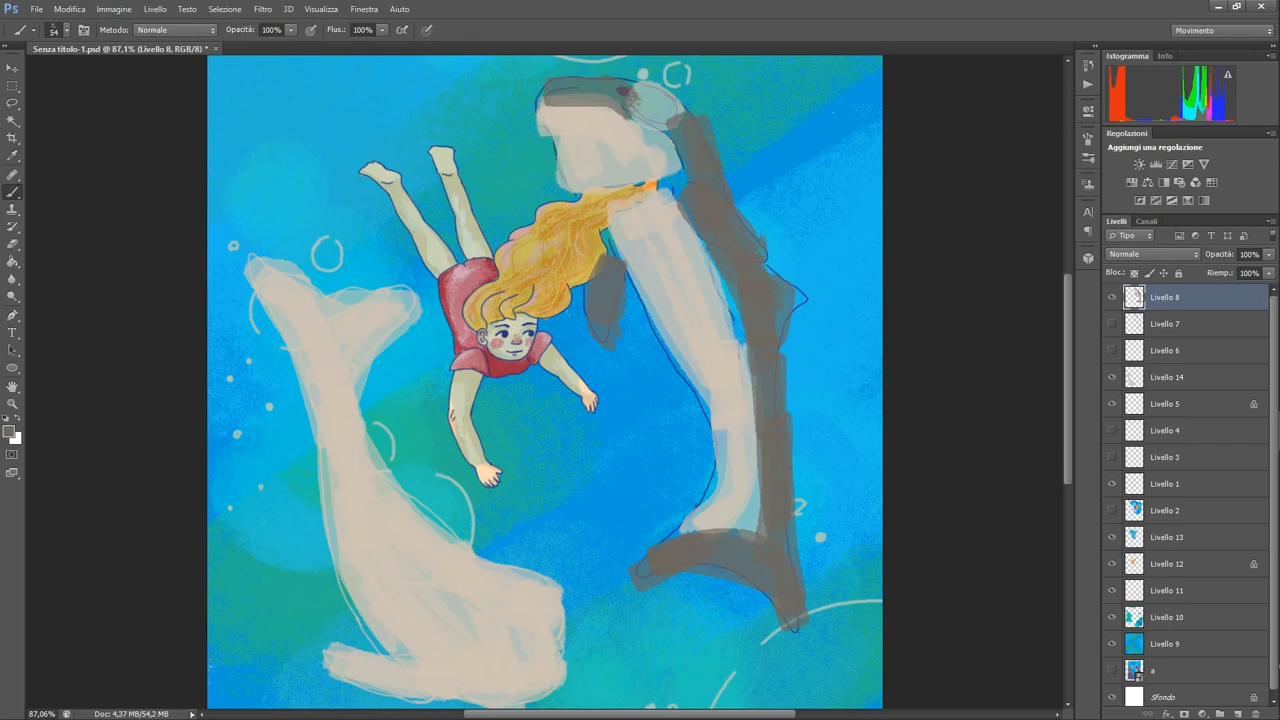 Ps File Modifica Immagine Livello Testo Selezione Filtro 3D Visualizza Finestra Aiuto
54 Metodo: Normale Opacità: 100% Flus.: 100% Movimento
Senza titolo-1.psd @ 87,1% (Livello 8, RGB/8) * ×
Istogramma Info
Regolazioni
Aggiungi una regolazione
Livelli Canali
Tipo
Normale Opacità: 100%
Bloc.: Riemp.: 100%
Livello 8
Livello 7
Livello 6
Livello 14
Livello 5
Livello 4
Livello 3
Livello 1
Livello 2
Livello 13
Livello 12
Livello 11
Livello 10
Livello 9
a
Sfondo
87,06% Doc: 4,37 MB/54,2 MB